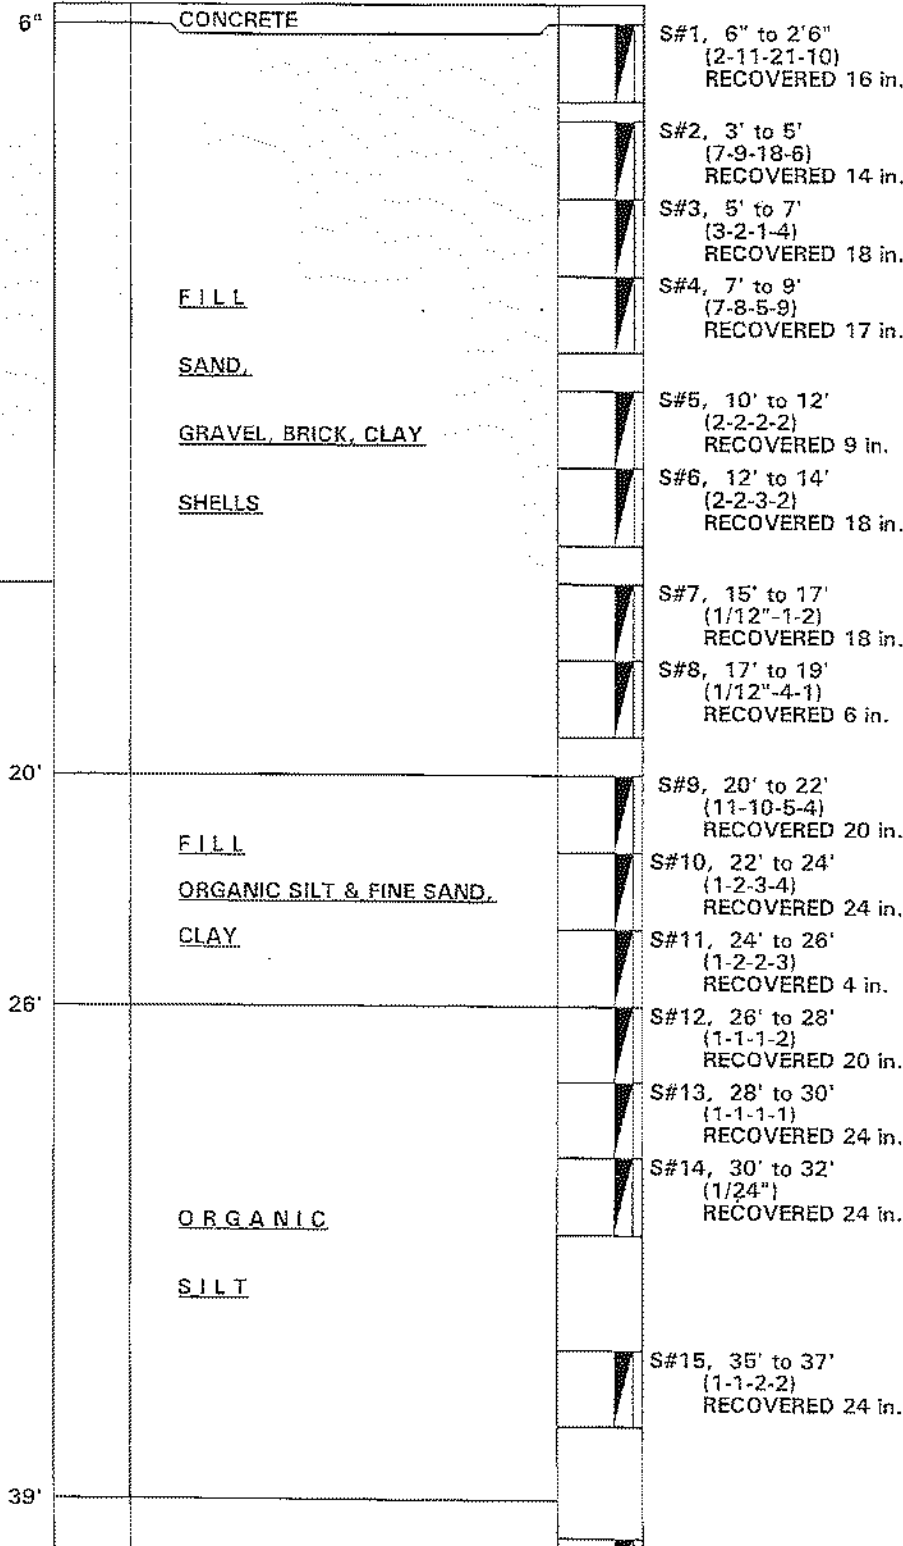 6"
CONCRETE
S#1, 6" to 2'6"
(2-11-21-10)
RECOVERED 16 in.
S#2, 3' to 5'
(7-9-18-6)
RECOVERED 14 in.
S#3, 5' to 7'
(3-2-1-4)
RECOVERED 18 in.
FILL
S#4, 7' to 9'
(7-8-5-9)
RECOVERED 17 in.
SAND,
GRAVEL, BRICK, CLAY
S#5, 10' to 12'
(2-2-2-2)
RECOVERED 9 in.
SHELLS
S#6, 12' to 14'
(2-2-3-2)
RECOVERED 18 in.
S#7, 15' to 17'
(1/12"-1-2)
RECOVERED 18 in.
S#8, 17' to 19'
(1/12"-4-1)
RECOVERED 6 in.
20'
S#9, 20' to 22'
(11-10-5-4)
RECOVERED 20 in.
FILL
ORGANIC SILT & FINE SAND,
CLAY
S#10, 22' to 24'
(1-2-3-4)
RECOVERED 24 in.
S#11, 24' to 26'
(1-2-2-3)
RECOVERED 4 in.
26'
S#12, 26' to 28'
(1-1-1-2)
RECOVERED 20 in.
S#13, 28' to 30'
(1-1-1-1)
RECOVERED 24 in.
S#14, 30' to 32'
(1/24")
RECOVERED 24 in.
ORGANIC
SILT
S#15, 35' to 37'
(1-1-2-2)
RECOVERED 24 in.
39'